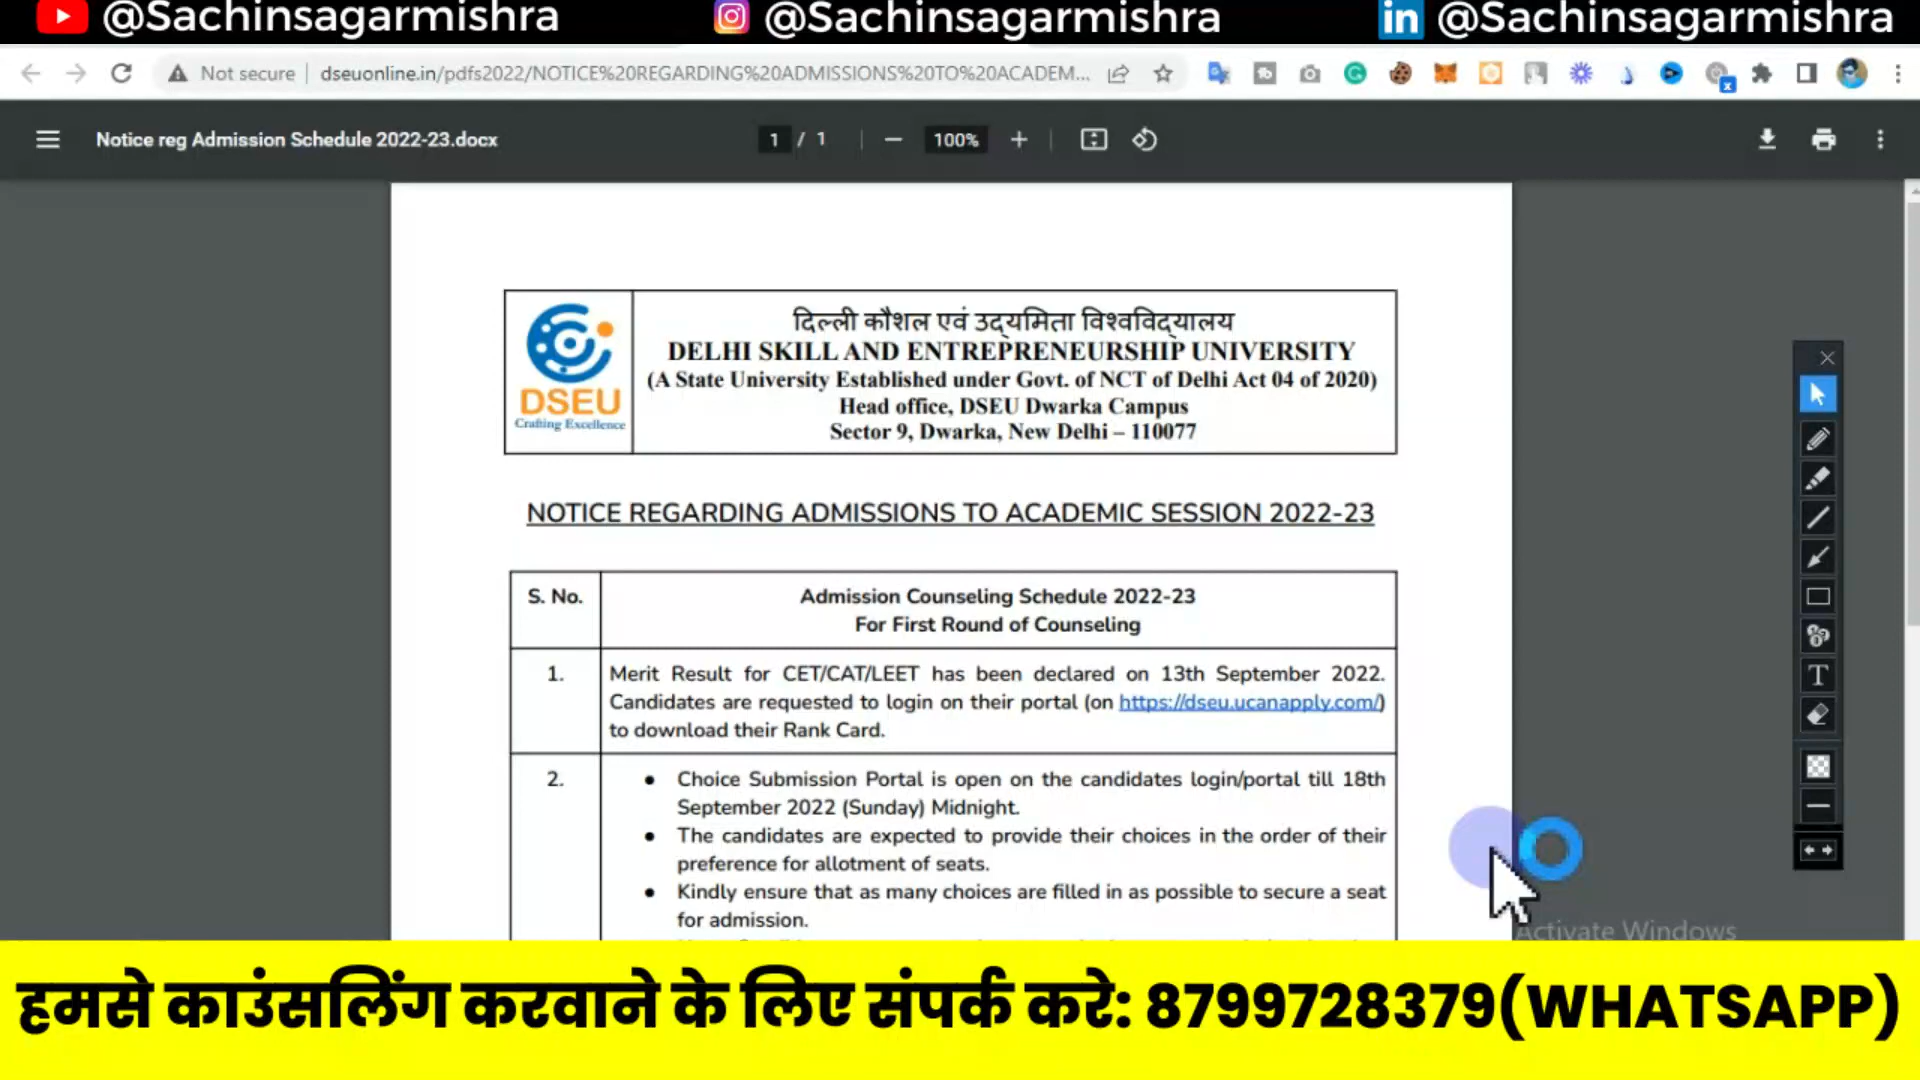 @Sachinsagarmishra @Sachinsagarmishra in @Sachinsagarmishra
Not secure dseuonline.in/pdfs2022/NOTICE%20REGARDING%20ADMISSIONS%20TO%20ACADEM...
Notice reg Admission Schedule 2022-23.docx 1 / 1 100%
दिल्ली कौशल एवं उद्यमिता विश्वविद्यालय
DELHI SKILL AND ENTREPRENEURSHIP UNIVERSITY
(A State University Established under Govt. of NCT of Delhi Act 04 of 2020)
Head office, DSEU Dwarka Campus
Sector 9, Dwarka, New Delhi – 110077
DSEU
Crafting Excellence
NOTICE REGARDING ADMISSIONS TO ACADEMIC SESSION 2022-23
S. No. Admission Counseling Schedule 2022-23
For First Round of Counseling
1. Merit Result for CET/CAT/LEET has been declared on 13th September 2022.
Candidates are requested to login on their portal (on https://dseu.ucanapply.com/)
to download their Rank Card.
2. ● Choice Submission Portal is open on the candidates login/portal till 18th
September 2022 (Sunday) Midnight.
● The candidates are expected to provide their choices in the order of their
preference for allotment of seats.
● Kindly ensure that as many choices are filled in as possible to secure a seat
for admission.
Activate Windows
हमसे काउंसलिंग करवाने के लिए संपर्क करे: 8799728379(WHATSAPP)